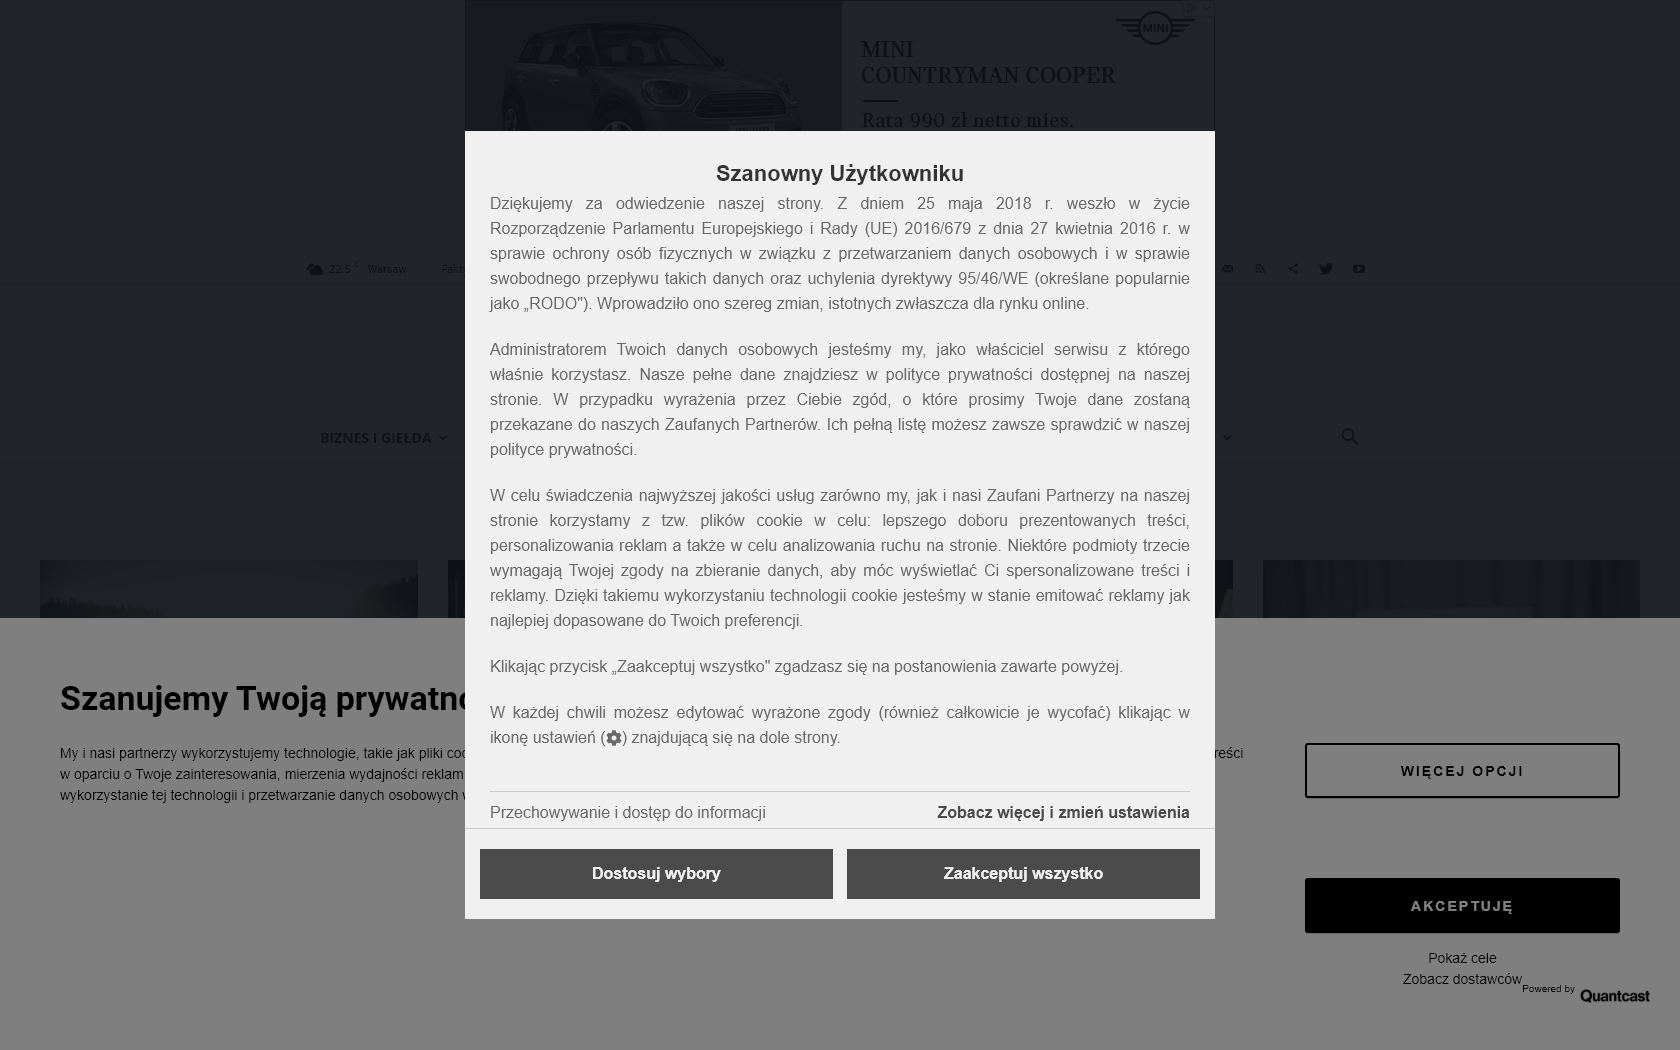 MINI
MINI
COUNTRYMAN COOPER
Rata 990 zł netto mies.
Szanowny Użytkowniku
Dziękujemy za odwiedzenie naszej strony. Z dniem 25 maja 2018 r. weszło w życie
Rozporządzenie Parlamentu Europejskiego i Rady (UE) 2016/679 z dnia 27 kwietnia 2016 r. w
sprawie ochrony osób fizycznych w związku z przetwarzaniem danych osobowych i w sprawie
swobodnego przepływu takich danych oraz uchylenia dyrektywy 95/46/WE (określane popularnie
jako „RODO"). Wprowadziło ono szereg zmian, istotnych zwłaszcza dla rynku online.
22.5 C Warsaw
Administratorem Twoich danych osobowych jesteśmy my, jako właściciel serwisu z którego
właśnie korzystasz. Nasze pełne dane znajdziesz w polityce prywatności dostępnej na naszej
stronie. W przypadku wyrażenia przez Ciebie zgód, o które prosimy Twoje dane zostaną
przekazane do naszych Zaufanych Partnerów. Ich pełną listę możesz zawsze sprawdzić w naszej
polityce prywatności.
BIZNES I GIEŁDA
W celu świadczenia najwyższej jakości usług zarówno my, jak i nasi Zaufani Partnerzy na naszej
stronie korzystamy z tzw. plików cookie w celu: lepszego doboru prezentowanych treści,
personalizowania reklam a także w celu analizowania ruchu na stronie. Niektóre podmioty trzecie
wymagają Twojej zgody na zbieranie danych, aby móc wyświetlać Ci spersonalizowane treści i
reklamy. Dzięki takiemu wykorzystaniu technologii cookie jesteśmy w stanie emitować reklamy jak
najlepiej dopasowane do Twoich preferencji.
Klikając przycisk „Zaakceptuj wszystko" zgadzasz się na postanowienia zawarte powyżej.
W każdej chwili możesz edytować wyrażone zgody (również całkowicie je wycofać) klikając w
ikonę ustawień () znajdującą się na dole strony.
Przechowywanie i dostęp do informacji
Zobacz więcej i zmień ustawienia
Dostosuj wybory
Zaakceptuj wszystko
Szanujemy Twoją
My i nasi partnerzy wykorzystujemy technologie, takie jak pliki
w oparciu o Twoje zainteresowania, mierzenia wydajności reklam
wykorzystanie tej technologii i przetwarzanie danych osobowych
WIĘCEJ OPCJI
AKCEPTUJĘ
Pokaż cele
Zobacz dostawców
Powered by Quantcast